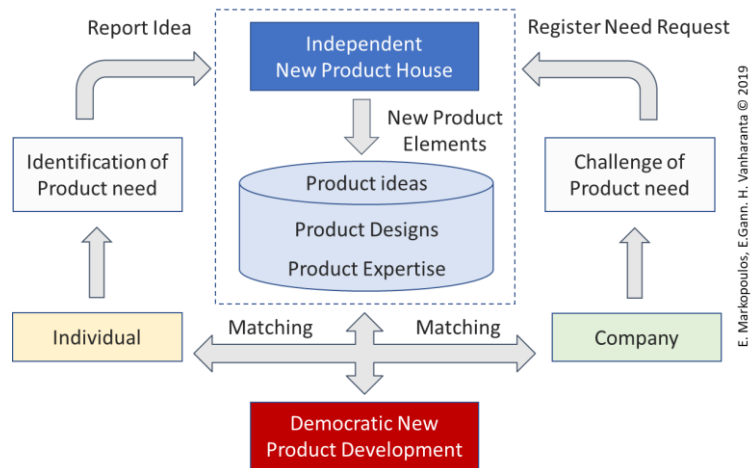 Report Idea
Independent
New Product House
Register Need Request
New Product
Elements
Identification of
Product need
Challenge of
Product need
Product ideas
Product Designs
Product Expertise
Individual
Matching
Matching
Company
Democratic New
Product Development
E. Markopoulos, E.Gann. H. Vanharanta © 2019